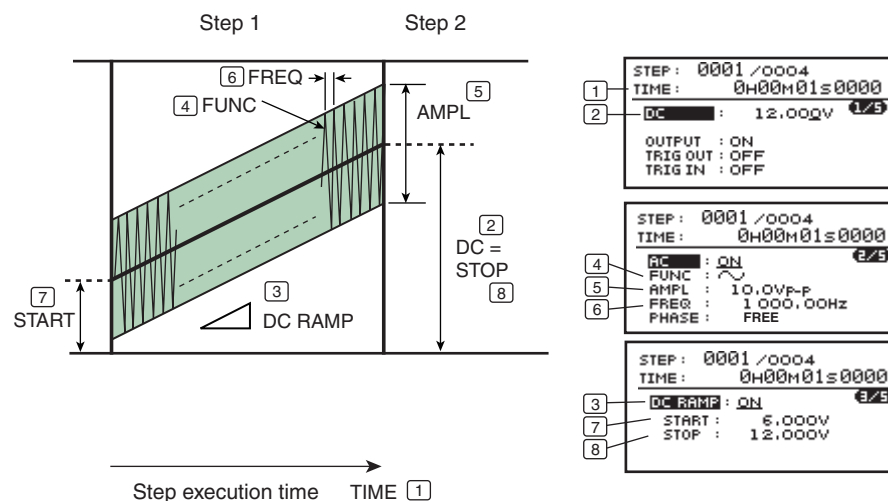 Step 1
Step 2
6 FREQ
4 FUNC
5
AMPL
2
DC =
STOP
8
7
START
3
DC RAMP
Step execution time TIME 1
1
2
STEP : 0001 /0004
TIME : 0H00M01S0000
DC : 12.000V 1/5
OUTPUT : ON
TRIG OUT : OFF
TRIG IN : OFF
4
5
6
STEP : 0001 /0004
TIME : 0H00M01S0000
AC : ON 2/5
FUNC :
AMPL : 10.0Vp-p
FREQ : 1000.00Hz
PHASE : FREE
3
7
8
STEP : 0001 /0004
TIME : 0H00M01S0000
DC RAMP : ON 3/5
START : 6.000V
STOP : 12.000V